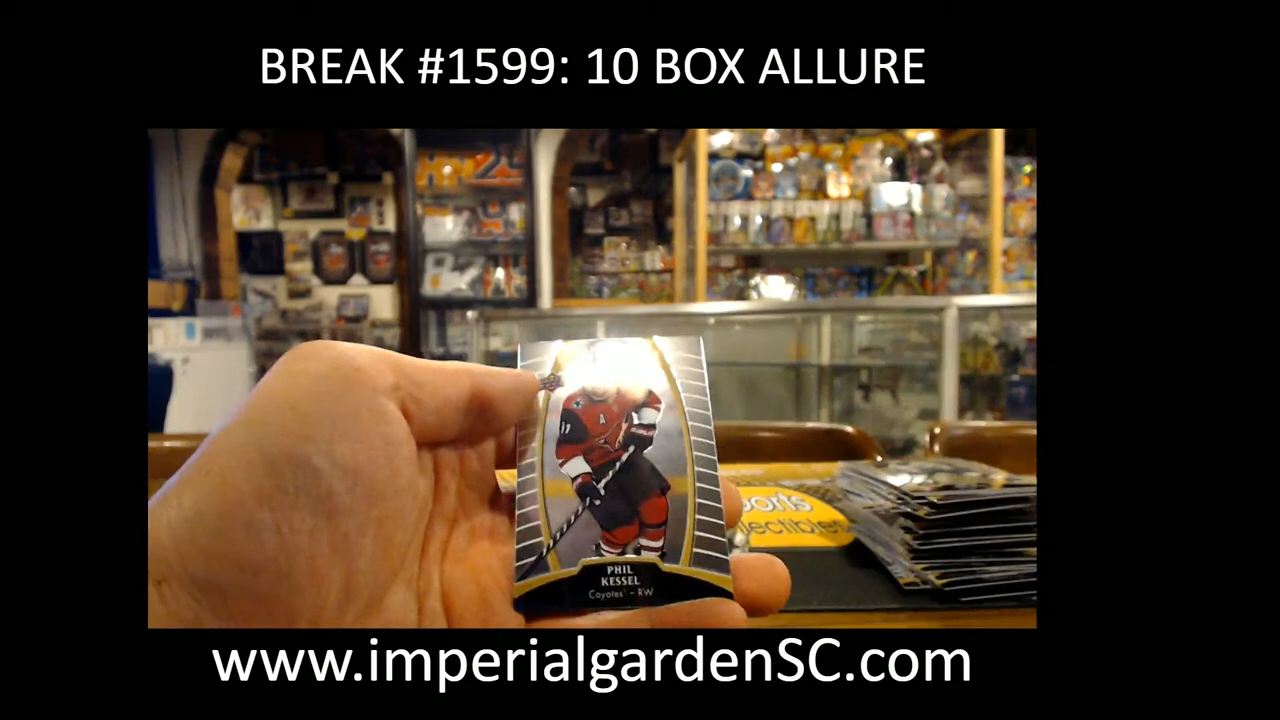 BREAK #1599: 10 BOX ALLURE
PHIL
KESSEL
Coyotes - RW
www.imperialgardenSC.com